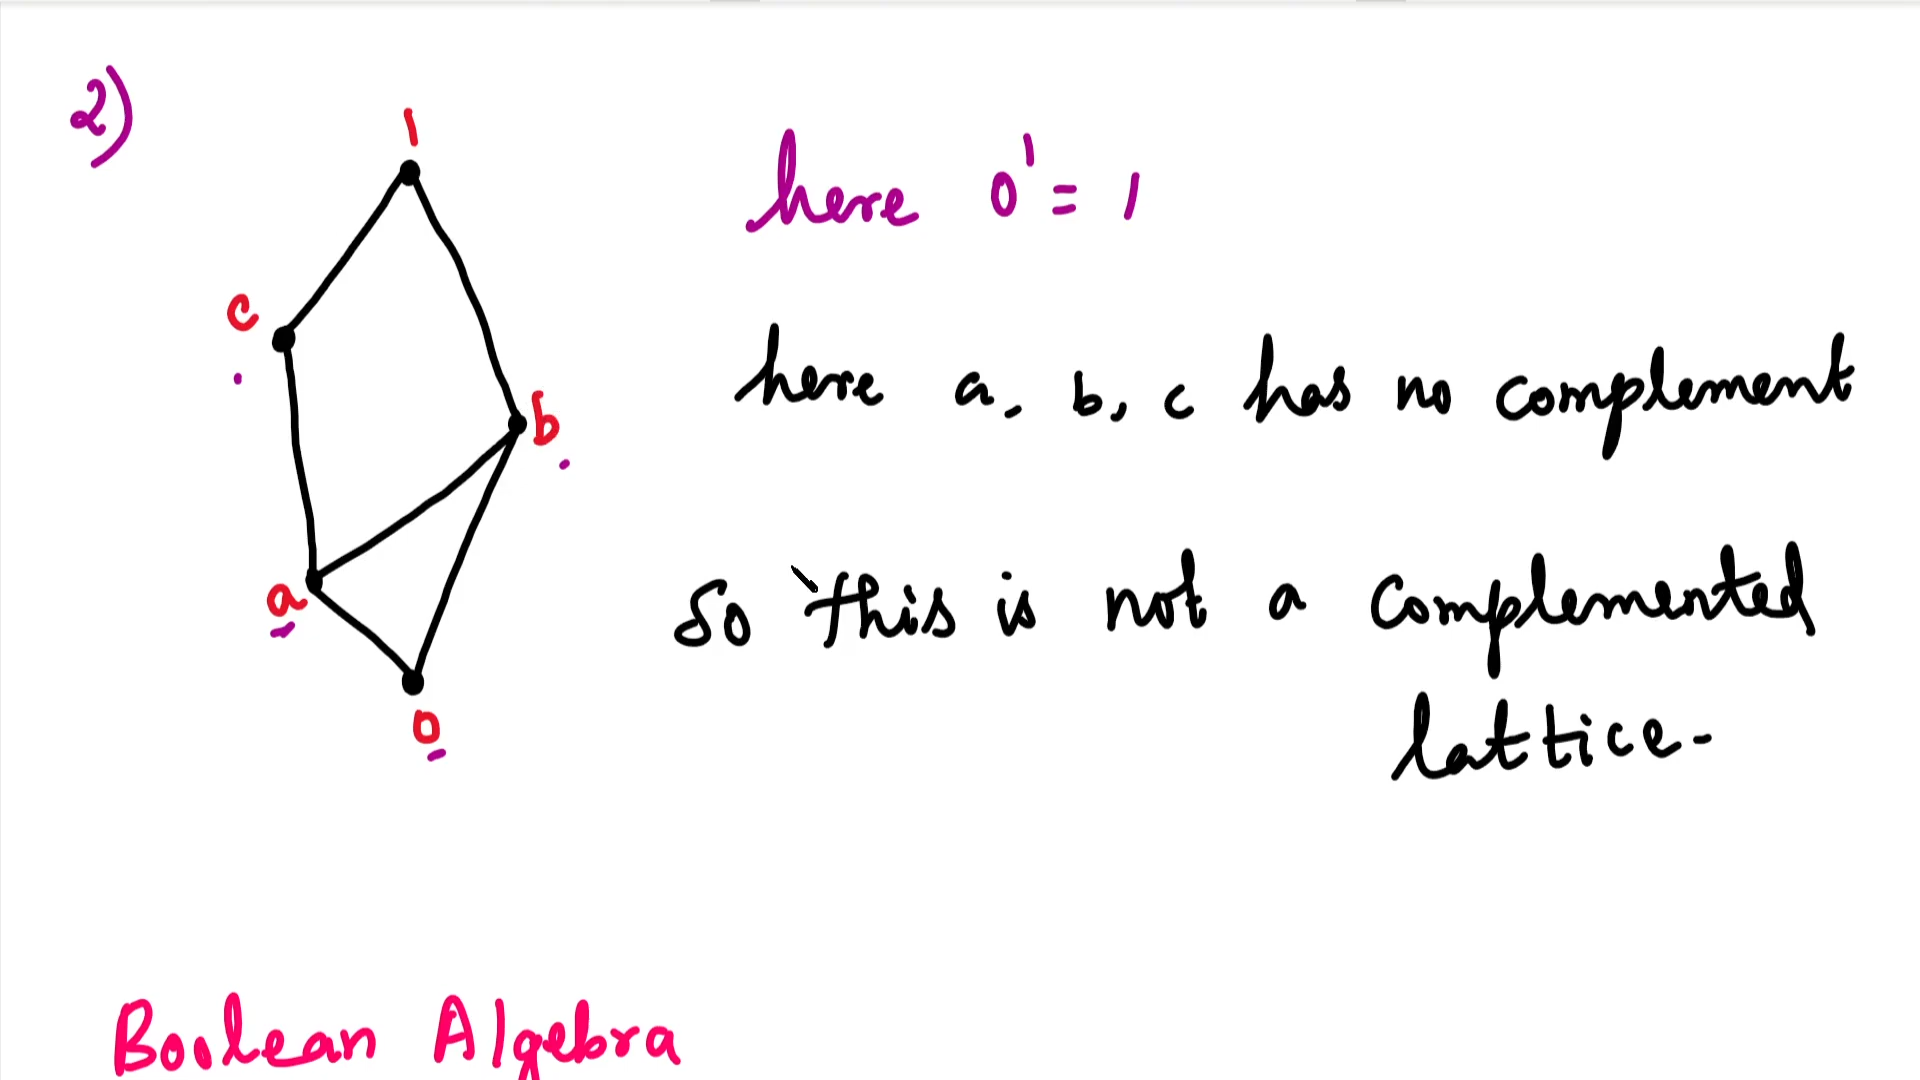 2)
1
here 0' = 1
c
here a, b, c has no complement
b
a
So this is not a complemented
0
lattice.
Boolean Algebra